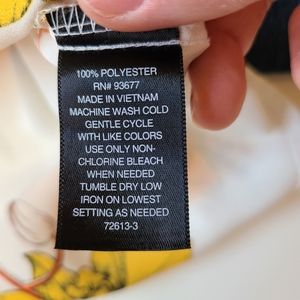 100% POLYESTER
RN# 93677
MADE IN VIETNAM
MACHINE WASH COLD
GENTLE CYCLE
WITH LIKE COLORS
USE ONLY NON-
CHLORINE BLEACH
WHEN NEEDED
TUMBLE DRY LOW
IRON ON LOWEST
SETTING AS NEEDED
72613-3